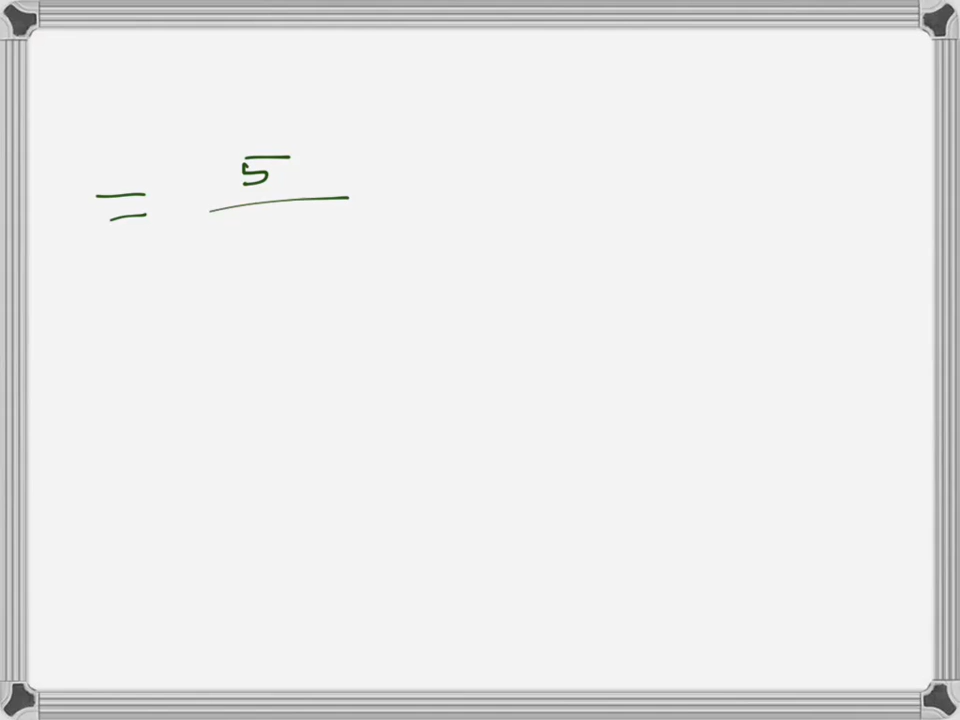 = 5/